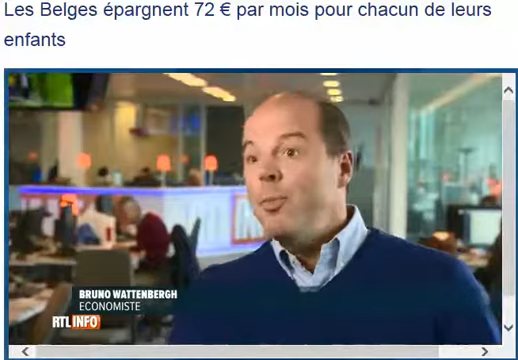 Les Belges épargnent 72 € par mois pour chacun de leurs
enfants
BRUNO WATTENBERGH
ECONOMISTE
RTL INFO